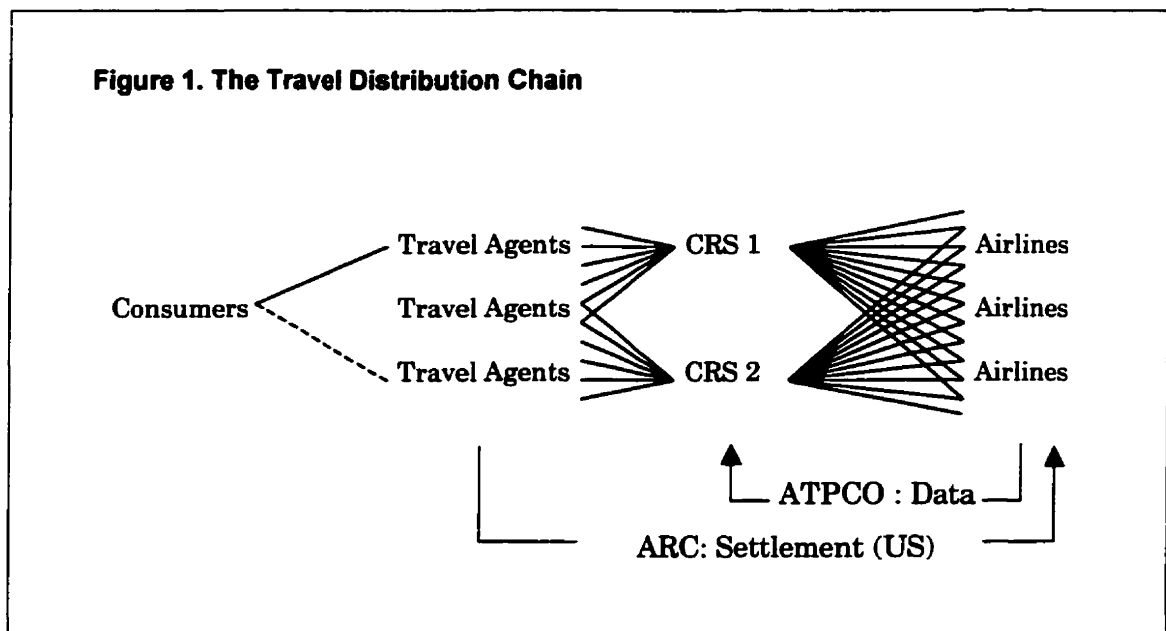 Figure 1. The Travel Distribution Chain
Travel Agents CRS 1 Airlines
Consumers Travel Agents Airlines
Travel Agents CRS 2 Airlines
ATPCO : Data
ARC: Settlement (US)